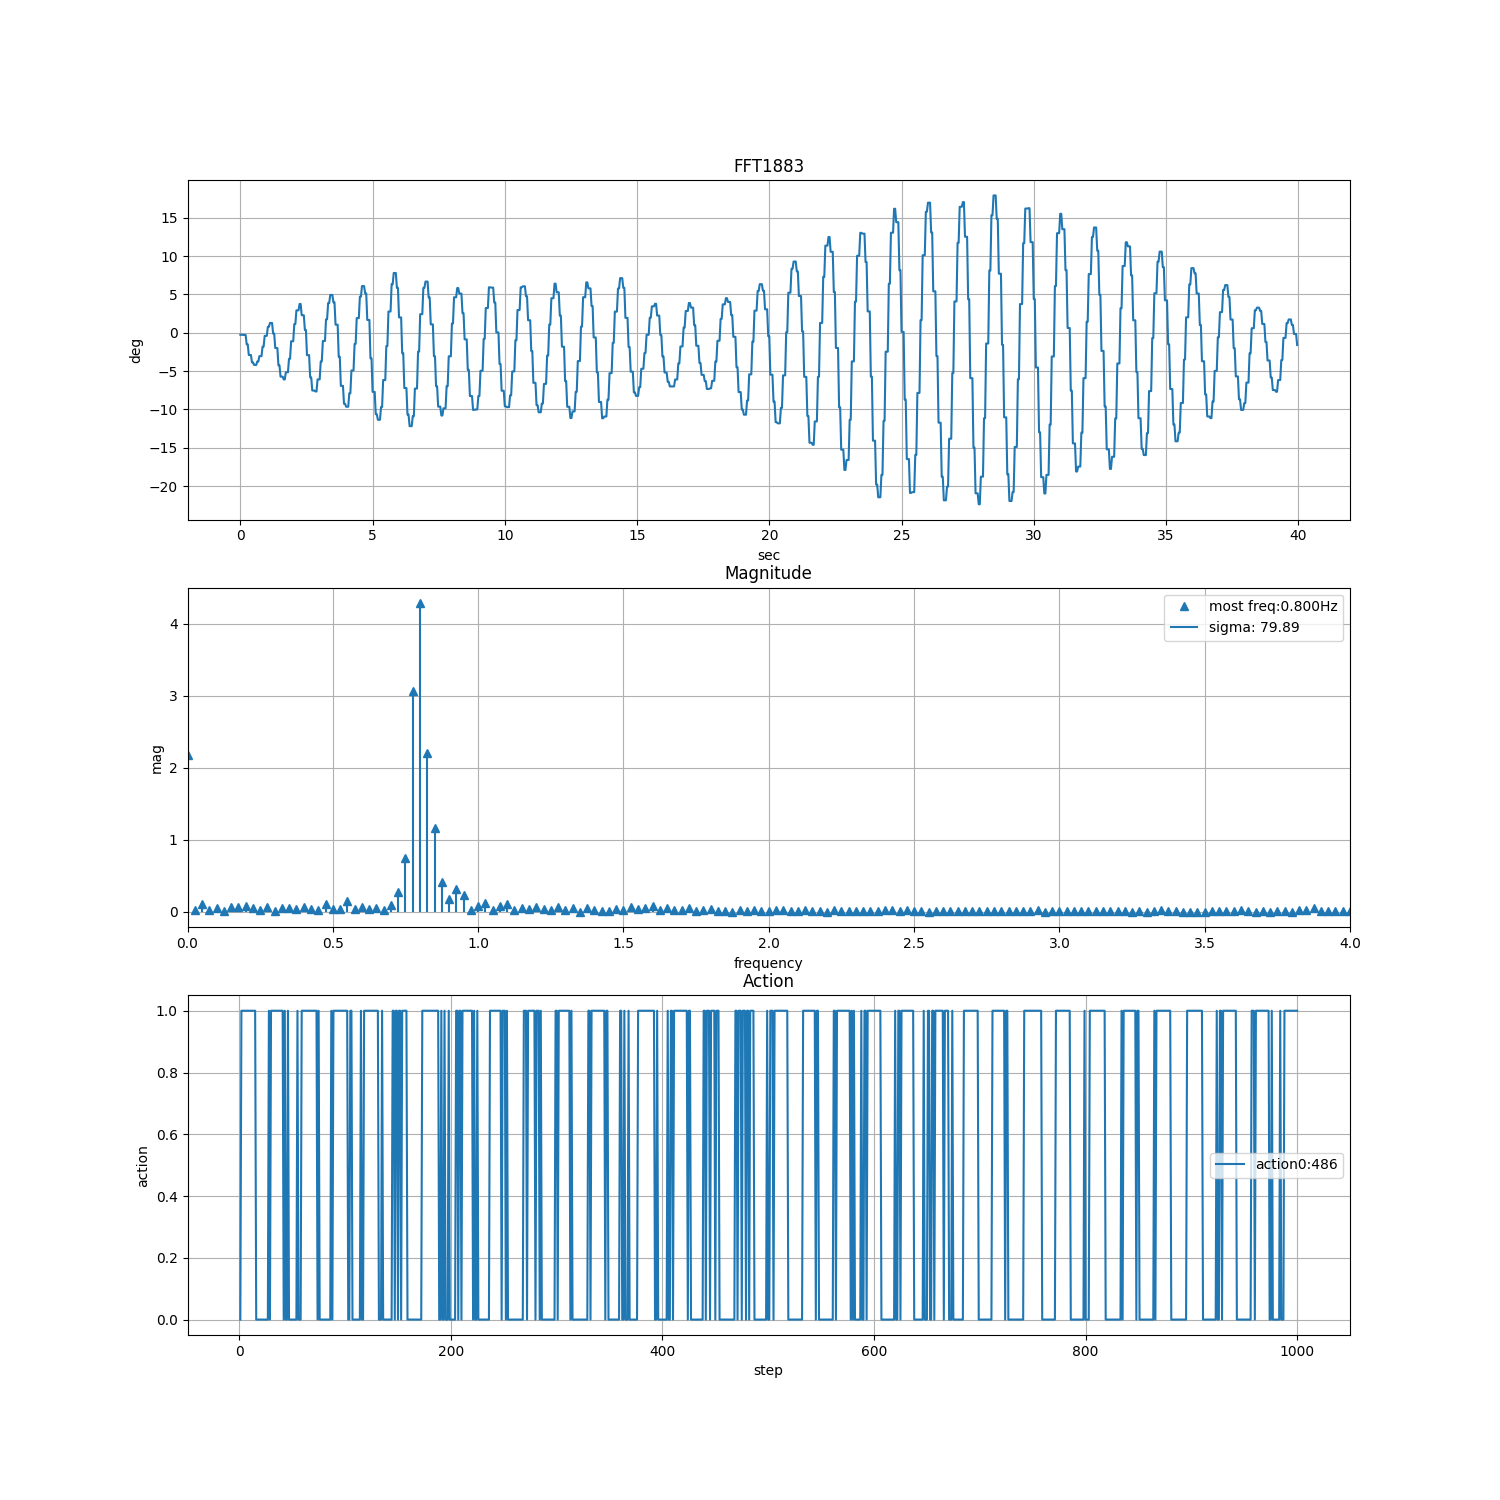 FFT1883
15
10
5
0
−5
−10
−15
−20
deg
0 5 10 15 20 25 30 35 40
sec
Magnitude
4
3
2
1
0
mag
most freq:0.800Hz
sigma: 79.89
0.0 0.5 1.0 1.5 2.0 2.5 3.0 3.5 4.0
frequency
Action
1.0
0.8
0.6
0.4
0.2
0.0
action
action0:486
0 200 400 600 800 1000
step